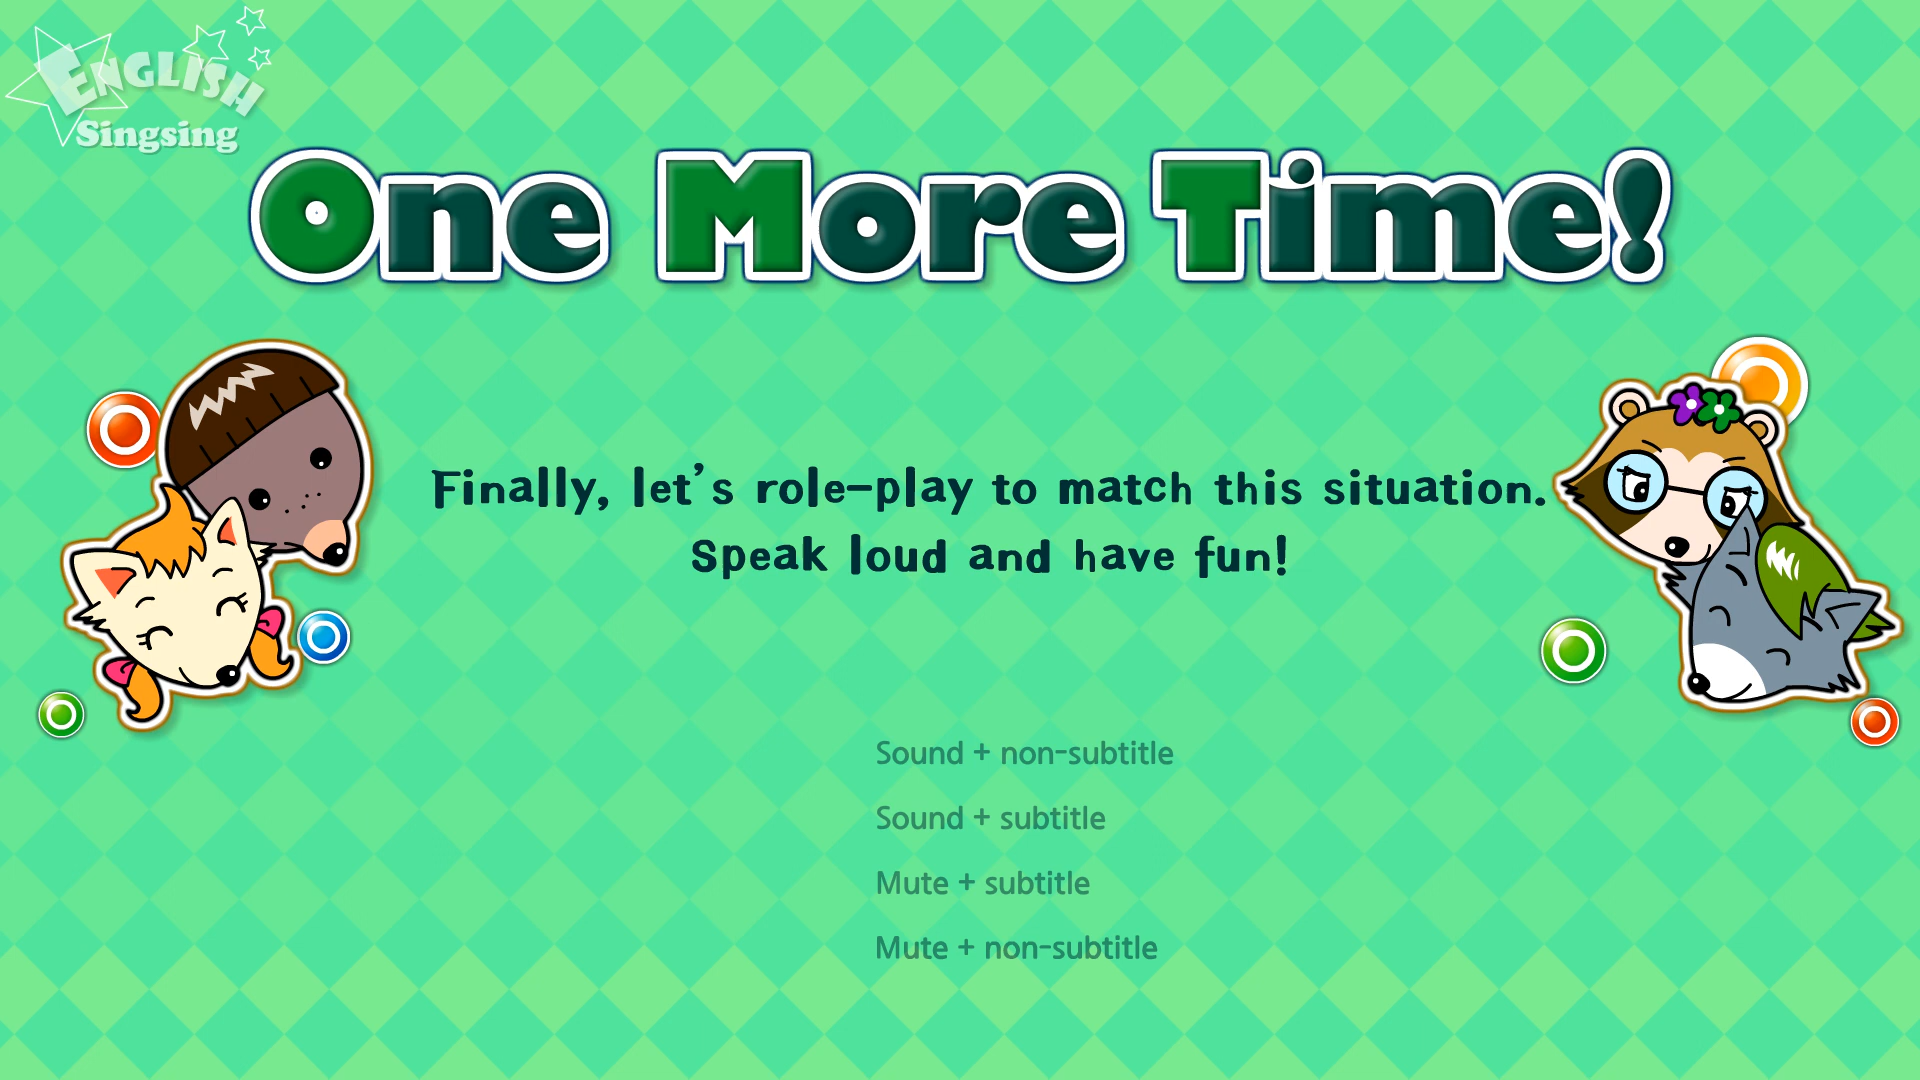 ENGLISH
Singsing
One More Time!
Finally, let's role-play to match this situation.
Speak loud and have fun!
Sound + non-subtitle
Sound + subtitle
Mute + subtitle
Mute + non-subtitle